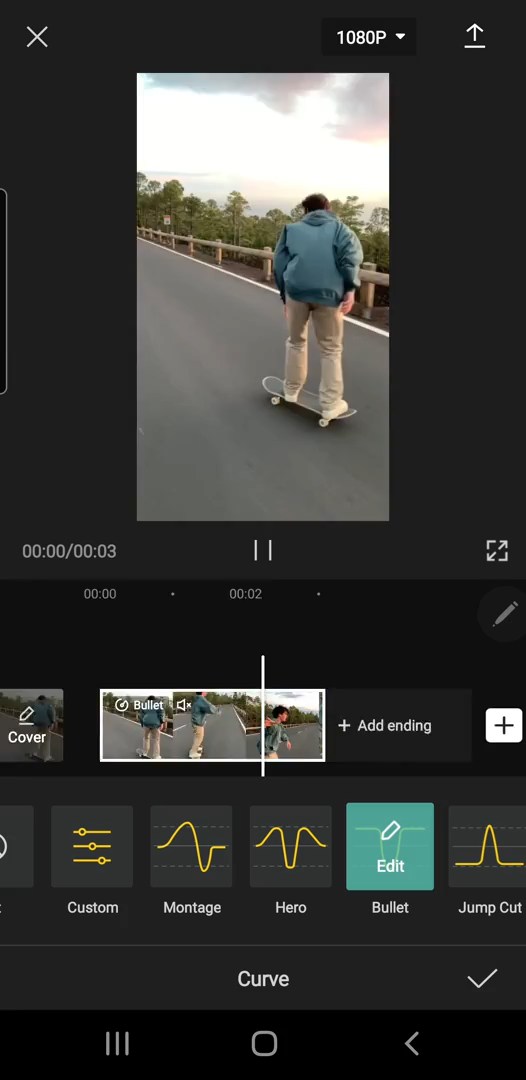 1080P
00:00/00:03
00:00
00:02
Bullet
Cover
+ Add ending
Edit
Custom
Montage
Hero
Bullet
Jump Cut
Curve